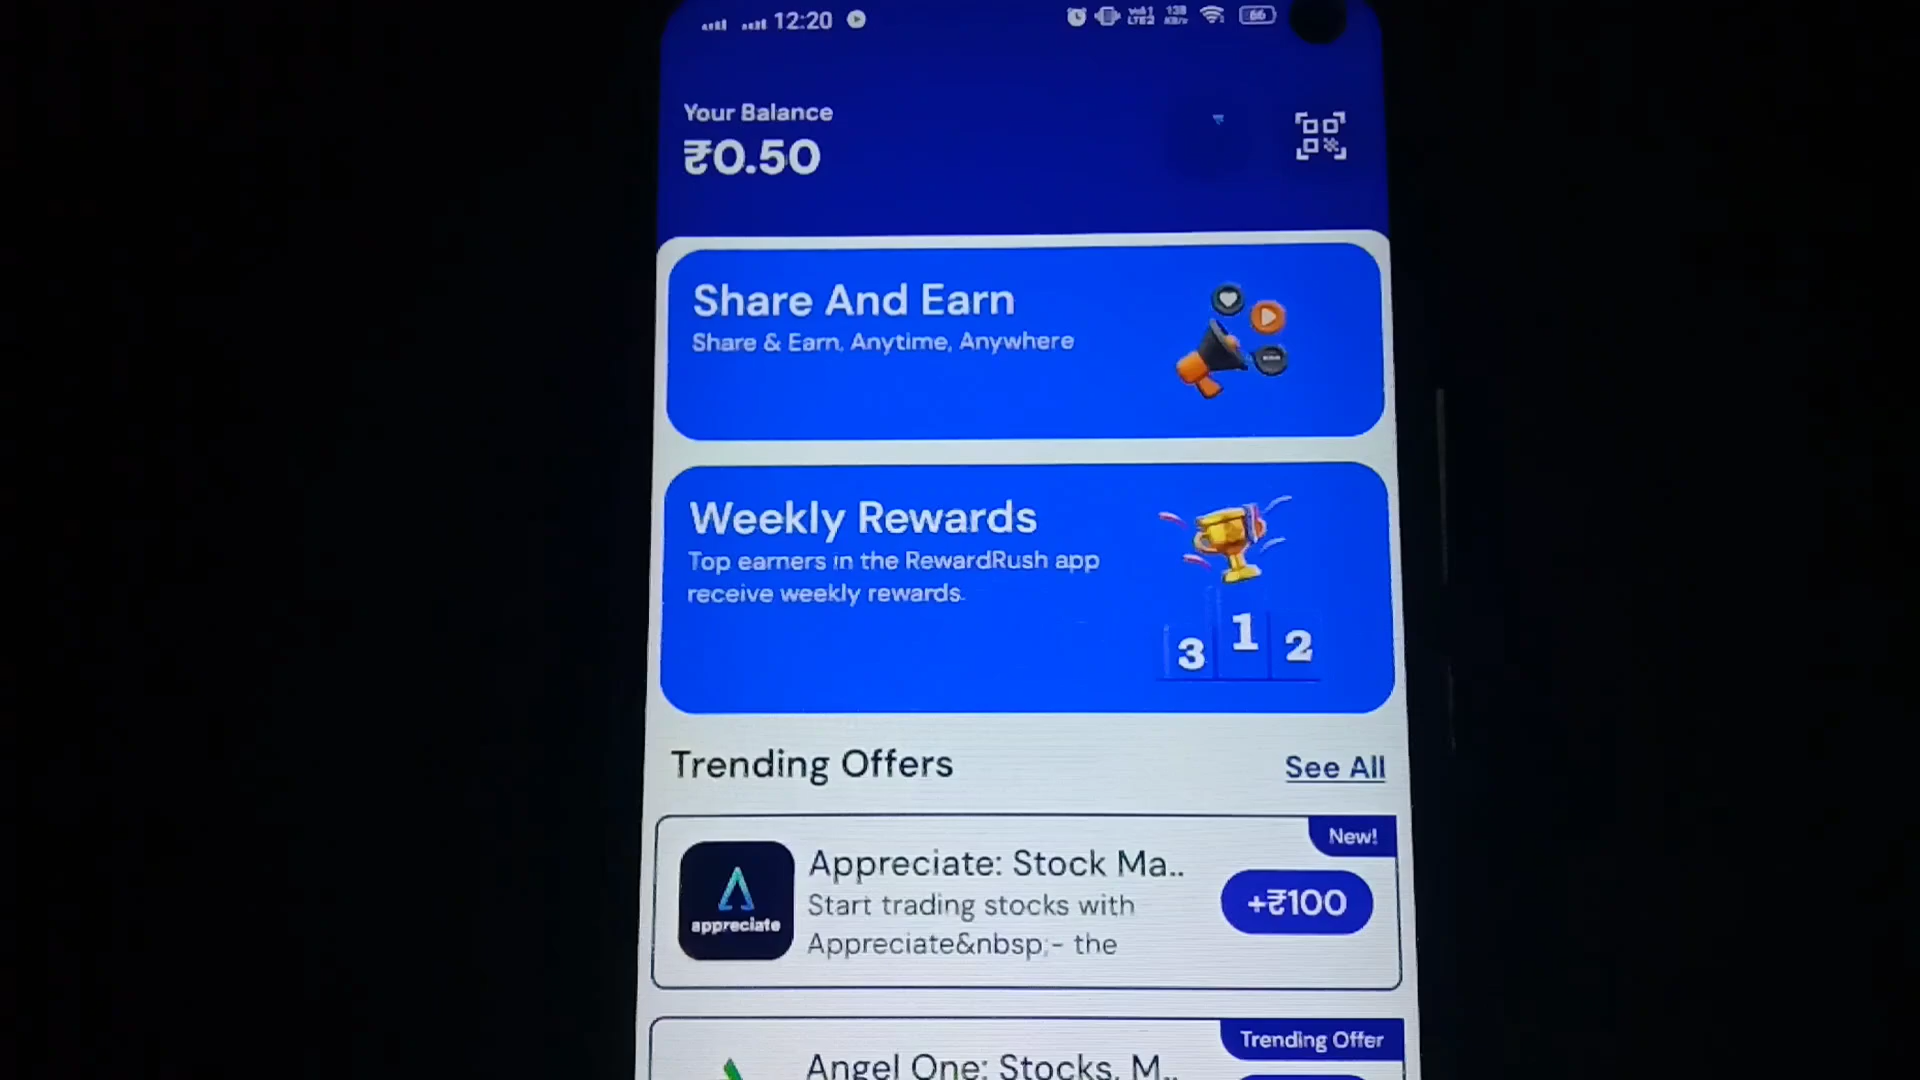 12:20
66
Your Balance
₹0.50
Share And Earn
Share & Earn, Anytime, Anywhere
Weekly Rewards
Top earners in the RewardRush app
receive weekly rewards.
3 1 2
Trending Offers
See All
New!
Appreciate: Stock Ma..
Start trading stocks with
Appreciate&nbsp;- the
+₹100
appreciate
Trending Offer
Angel One: Stocks, M..